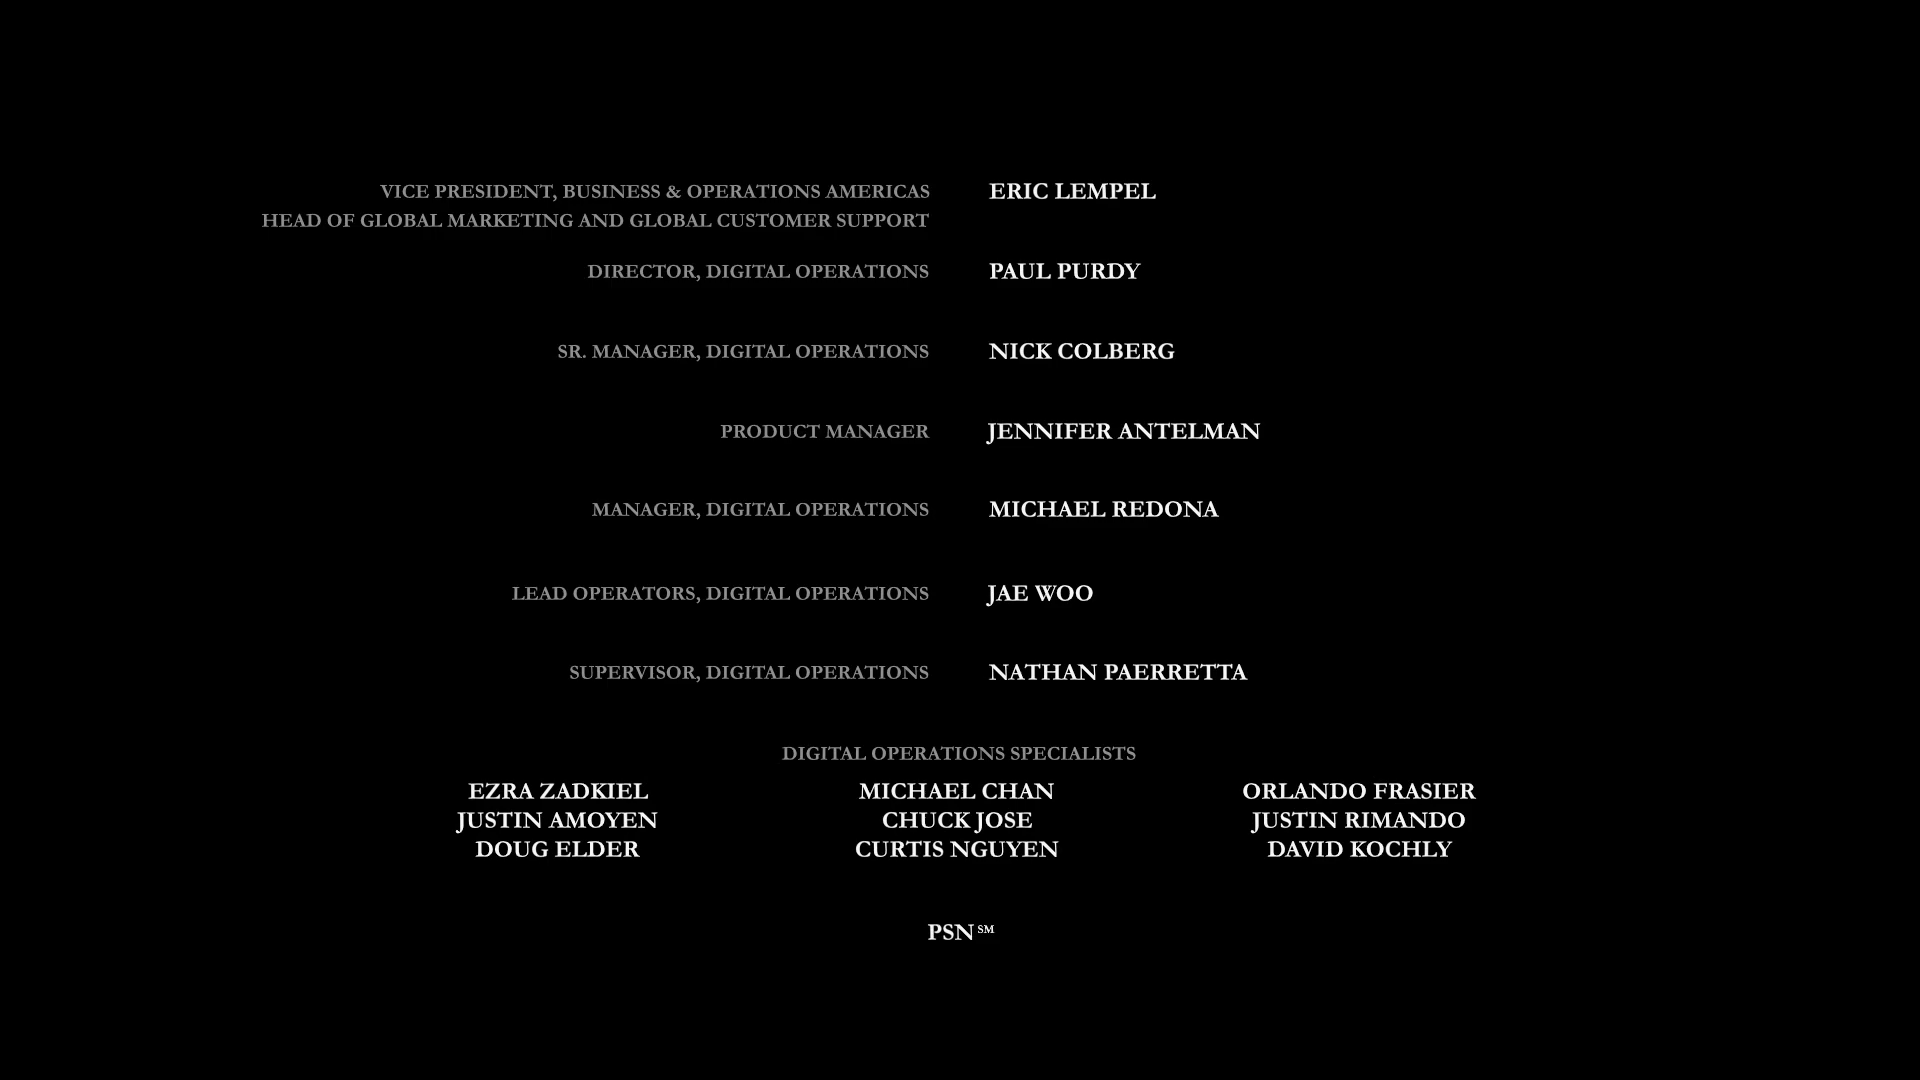 VICE PRESIDENT, BUSINESS & OPERATIONS AMERICAS ERIC LEMPEL
HEAD OF GLOBAL MARKETING AND GLOBAL CUSTOMER SUPPORT
DIRECTOR, DIGITAL OPERATIONS PAUL PURDY
SR. MANAGER, DIGITAL OPERATIONS NICK COLBERG
PRODUCT MANAGER JENNIFER ANTELMAN
MANAGER, DIGITAL OPERATIONS MICHAEL REDONA
LEAD OPERATORS, DIGITAL OPERATIONS JAE WOO
SUPERVISOR, DIGITAL OPERATIONS NATHAN PAERRETTA
DIGITAL OPERATIONS SPECIALISTS
EZRA ZADKIEL MICHAEL CHAN ORLANDO FRASIER
JUSTIN AMOYEN CHUCK JOSE JUSTIN RIMANDO
DOUG ELDER CURTIS NGUYEN DAVID KOCHLY
PSN℠